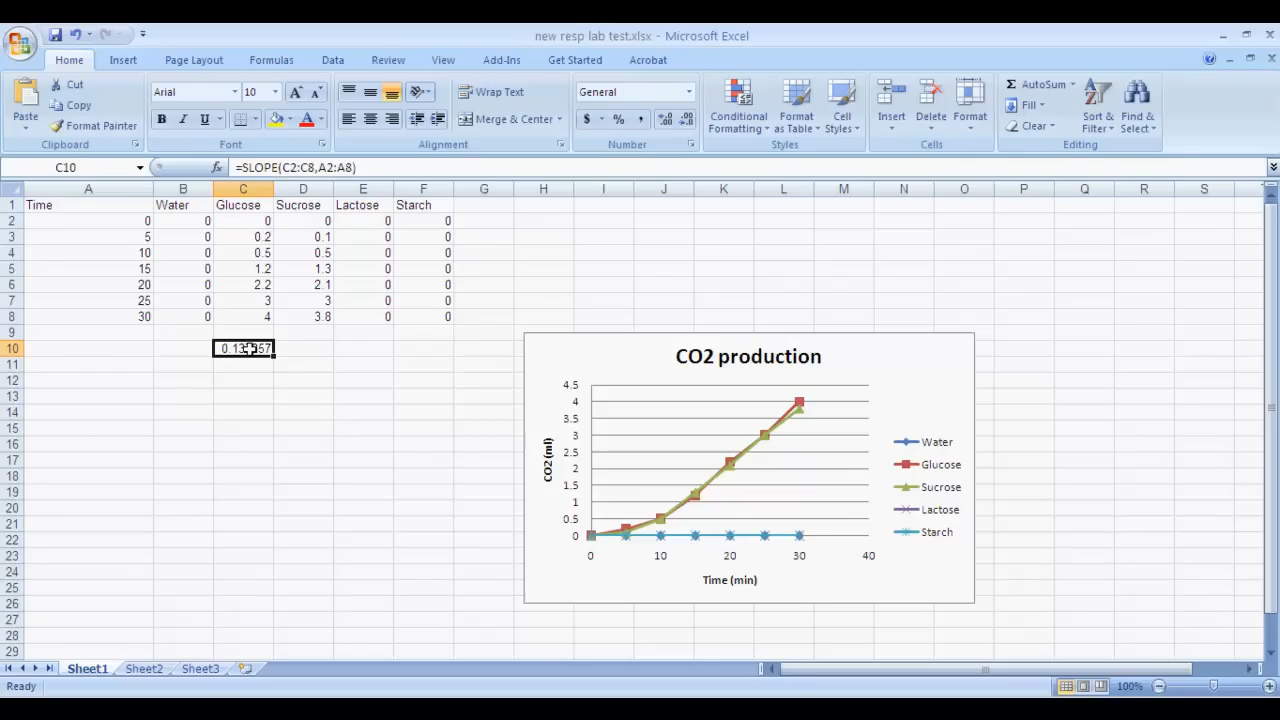 new resp lab test.xlsx - Microsoft Excel
Home Insert Page Layout Formulas Data Review View Add-Ins Get Started Acrobat
Paste
Cut
Copy
Format Painter
Clipboard
Arial 10
B I U
Font
Wrap Text
Merge & Center
Alignment
General
$ % ,
Number
Conditional Formatting
Format as Table
Cell Styles
Styles
Insert Delete Format
Cells
AutoSum
Fill
Clear
Sort & Filter
Find & Select
Editing
C10 fx =SLOPE(C2:C8,A2:A8)
A B C D E F G H I J K L M N O P Q R S
1 Time Water Glucose Sucrose Lactose Starch
2 0 0 0 0 0 0
3 5 0 0.2 0.1 0 0
4 10 0 0.5 0.5 0 0
5 15 0 1.2 1.3 0 0
6 20 0 2.2 2.1 0 0
7 25 0 3 3 0 0
8 30 0 4 3.8 0 0
9
10
11
12
13
14
15
16
17
18
19
20
21
22
23
24
25
26
27
28
29
CO2 production
4.5
4
3.5
3
2.5
2
1.5
1
0.5
0
0 10 20 30 40
CO2 (ml)
Time (min)
Water
Glucose
Sucrose
Lactose
Starch
Sheet1 Sheet2 Sheet3
Ready 100%